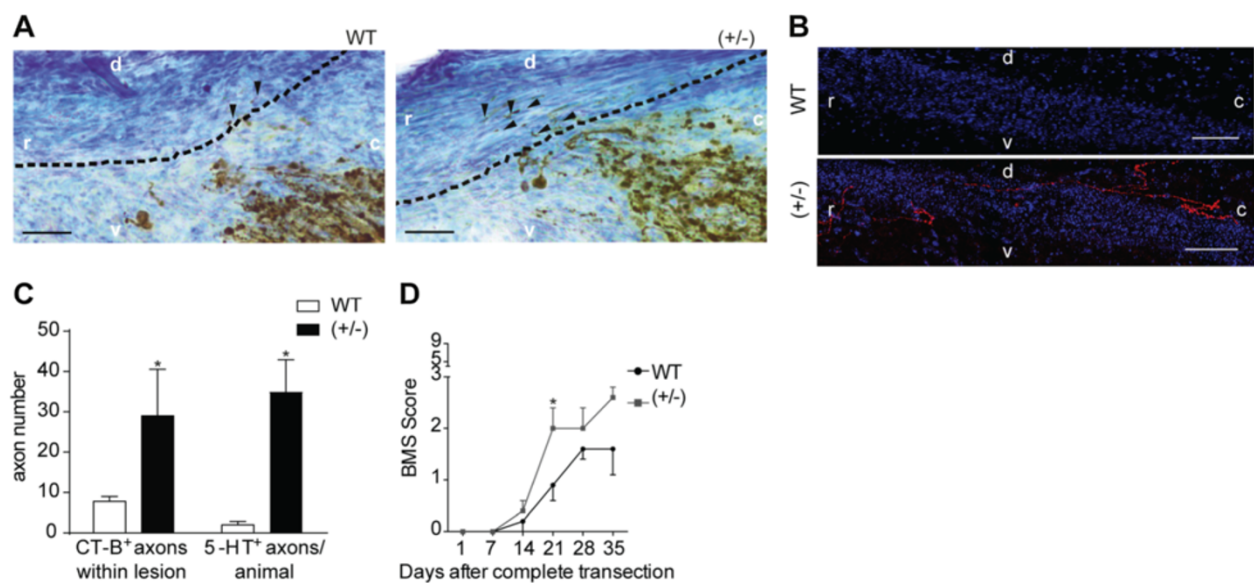 A
WT
d
r
c
v
(+/-)
d
r
c
v
B
WT
d
r
c
v
(+/-)
d
r
c
v
C
WT
(+/-)
axon number
50
40
30
20
10
0
*
*
CT-B+ axons within lesion
5-HT+ axons/ animal
D
WT
(+/-)
BMS Score
9
5
3
2
1
0
*
1 7 14 21 28 35
Days after complete transection